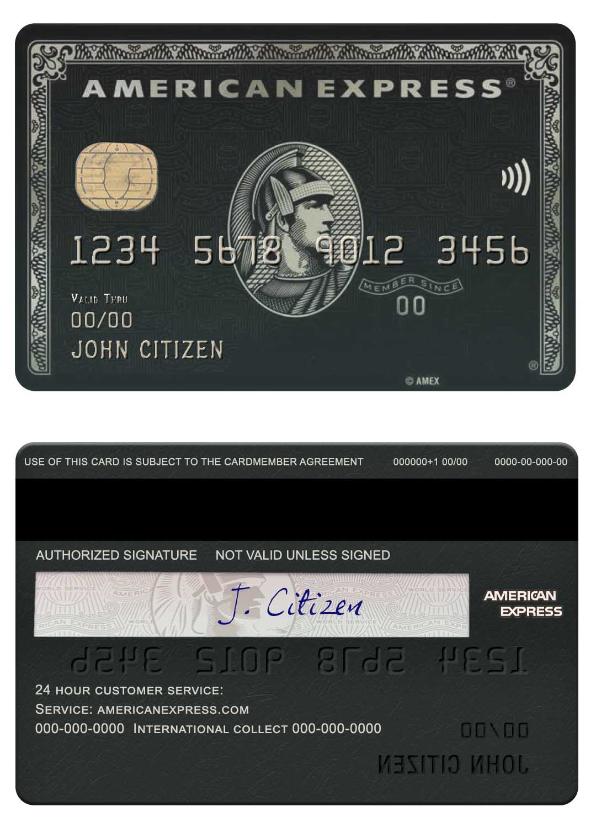 AMERICAN EXPRESS®
1234 5678 9012 3456
MEMBER SINCE
VALID THRU
00/00
00
JOHN CITIZEN
®
© AMEX
USE OF THIS CARD IS SUBJECT TO THE CARDMEMBER AGREEMENT 000000+1 00/00 0000-00-000-00
AUTHORIZED SIGNATURE NOT VALID UNLESS SIGNED
J. Citizen
AMERICAN
EXPRESS
1234 5678 9012 3456
24 HOUR CUSTOMER SERVICE:
SERVICE: AMERICANEXPRESS.COM
000-000-0000 INTERNATIONAL COLLECT 000-000-0000
00/00
JOHN CITIZEN